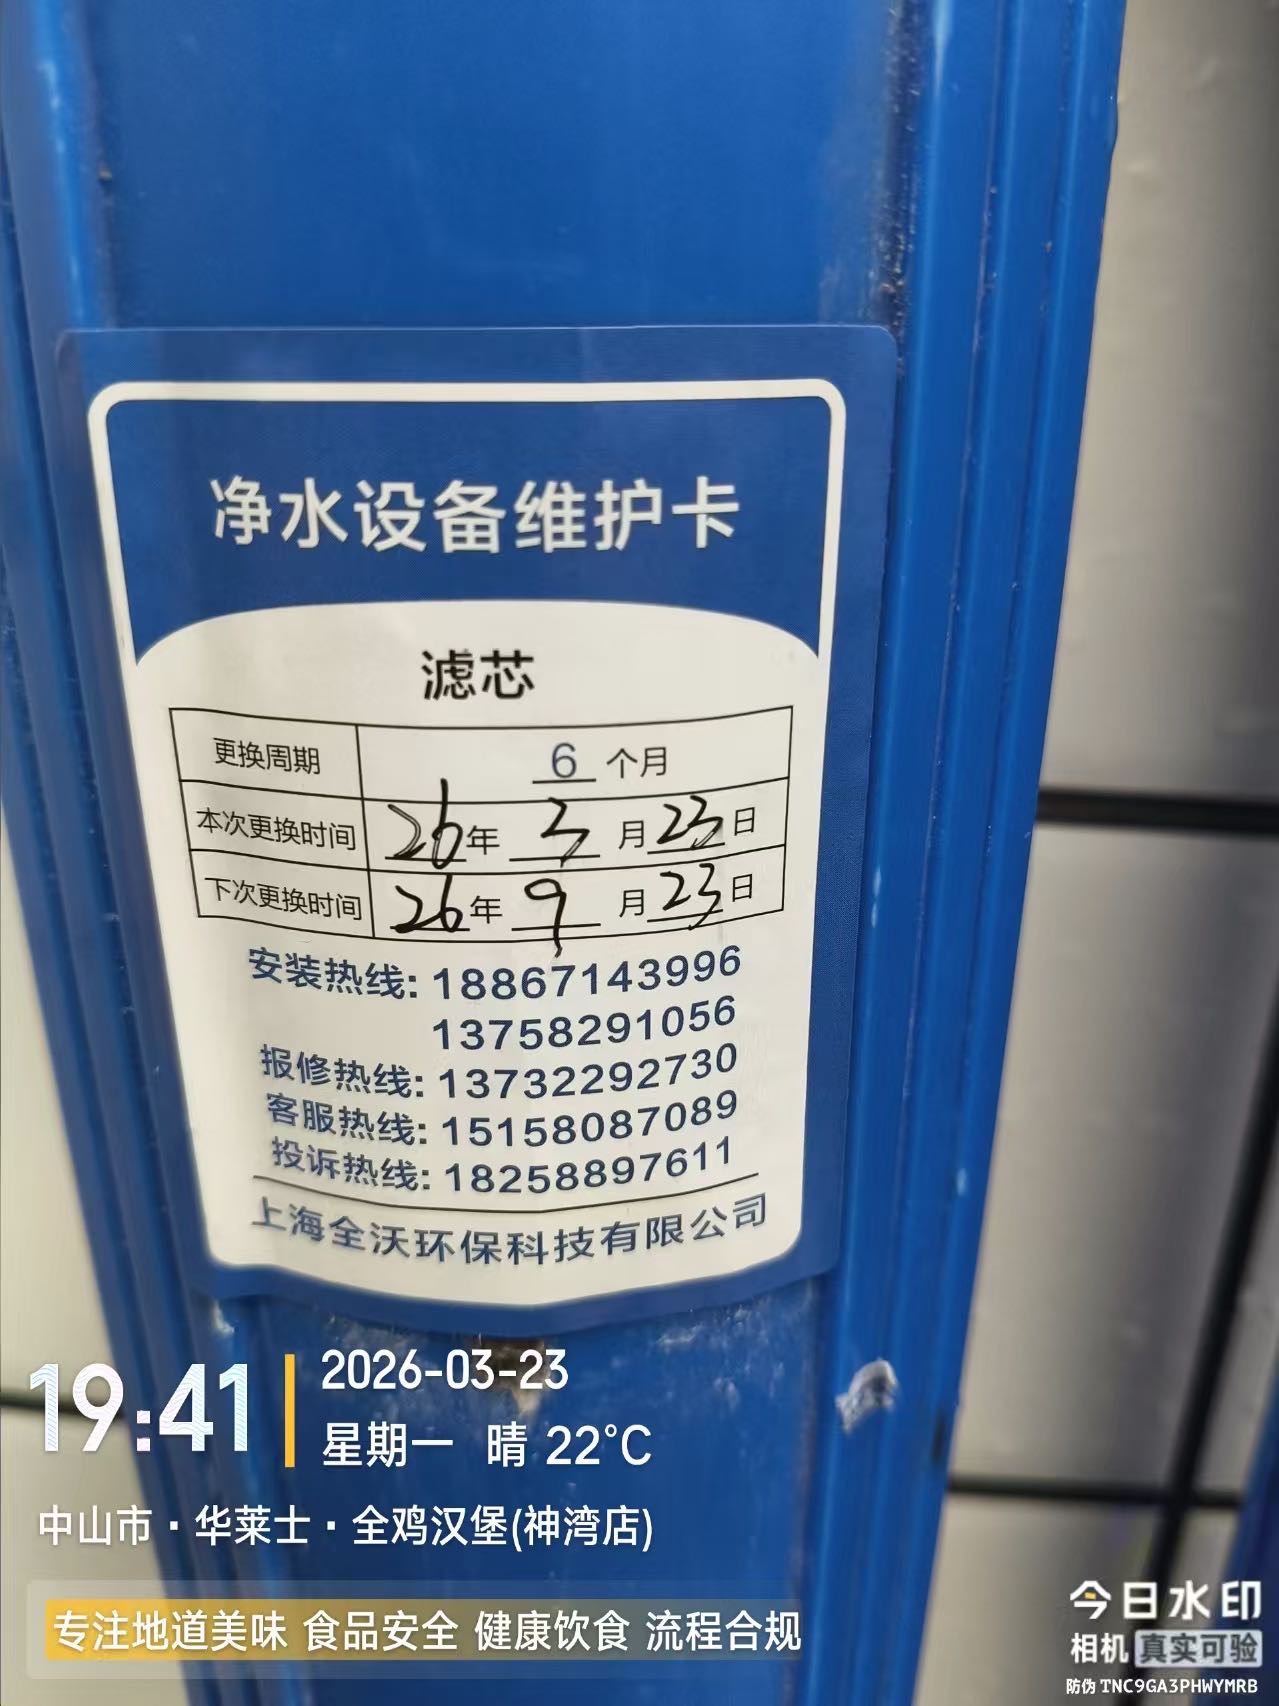 净水设备维护卡
滤芯
更换周期 6 个月
本次更换时间 26年 3 月 23 日
下次更换时间 26年 9 月 23 日
安装热线: 18867143996
13758291056
报修热线: 13732292730
客服热线: 15158087089
投诉热线: 18258897611
上海全沃环保科技有限公司
19:41
2026-03-23
星期一 晴 22°C
中山市·华莱士·全鸡汉堡(神湾店)
专注地道美味 食品安全 健康饮食 流程合规
今日水印
相机 真实可验
防伪 TNC9GA3PHWYMRB